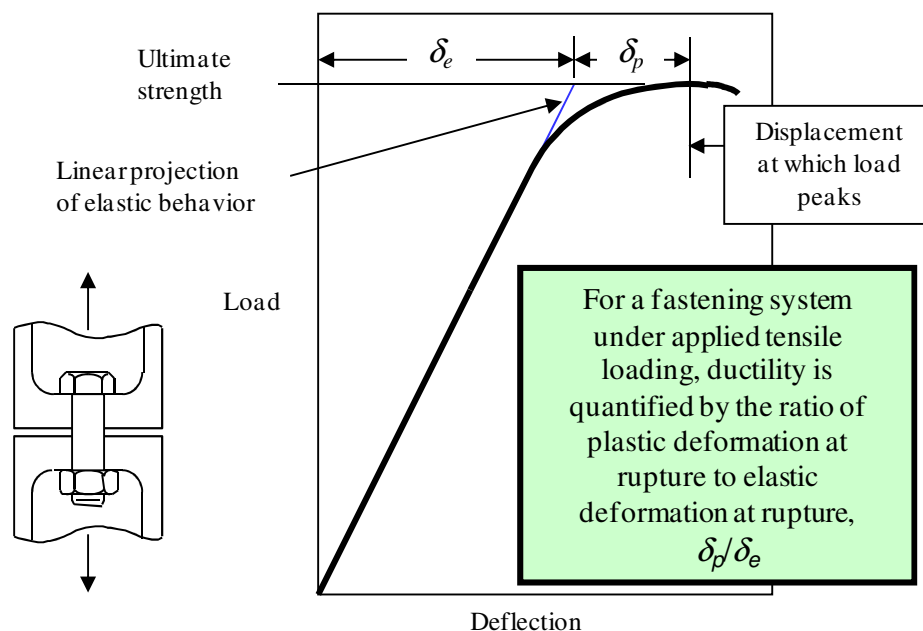 δe
δp
Ultimate
strength
Linear projection
of elastic behavior
Displacement
at which load
peaks
Load
For a fastening system
under applied tensile
loading, ductility is
quantified by the ratio of
plastic deformation at
rupture to elastic
deformation at rupture,
δp/δe
Deflection